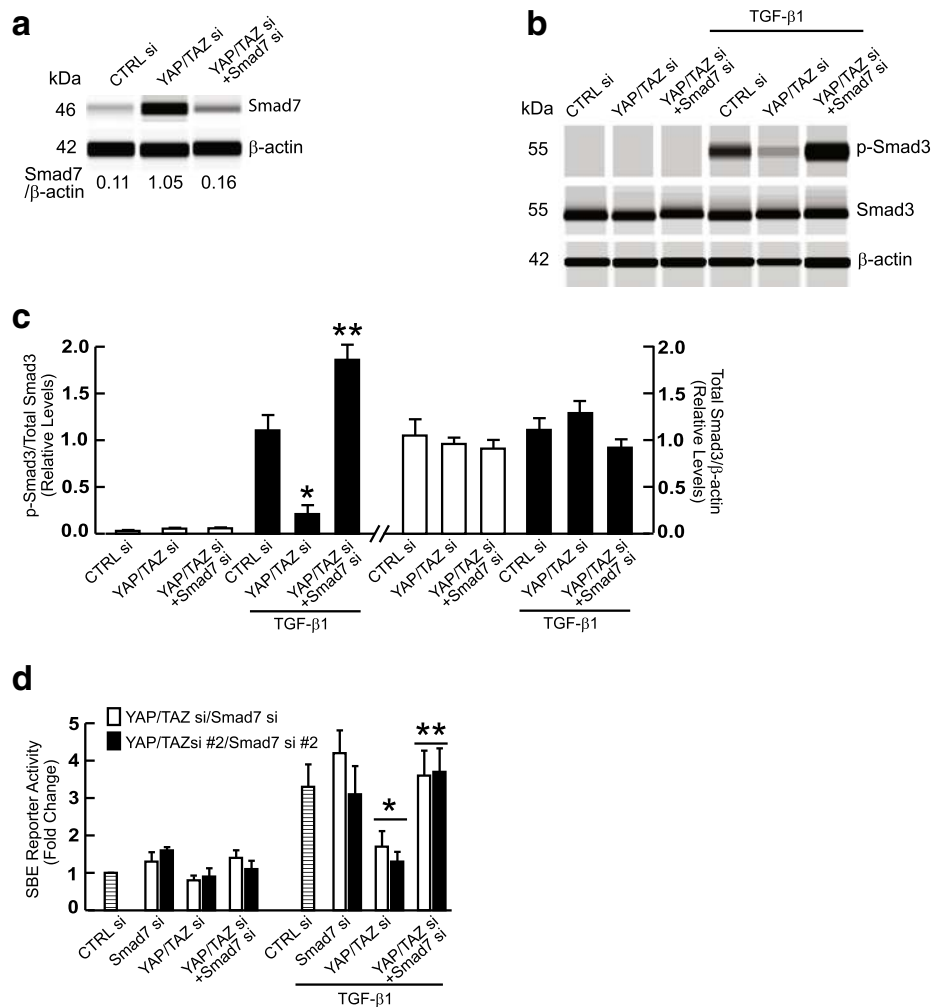 a
CTRL si
YAP/TAZ si
YAP/TAZ si
+Smad7 si
kDa
46
Smad7
42
β-actin
Smad7
/β-actin
0.11 1.05 0.16
b
TGF-β1
CTRL si
YAP/TAZ si
YAP/TAZ si
+Smad7 si
CTRL si
YAP/TAZ si
YAP/TAZ si
+Smad7 si
kDa
55
p-Smad3
55
Smad3
42
β-actin
c
p-Smad3/Total Smad3
(Relative Levels)
2.0
1.5
1.0
0.5
0.0
*
**
CTRL si
YAP/TAZ si
YAP/TAZ si
+Smad7 si
CTRL si
YAP/TAZ si
YAP/TAZ si
+Smad7 si
TGF-β1
CTRL si
YAP/TAZ si
YAP/TAZ si
+Smad7 si
CTRL si
YAP/TAZ si
YAP/TAZ si
+Smad7 si
TGF-β1
2.0
1.5
1.0
0.5
0.0
Total Smad3/β-actin
(Relative Levels)
d
YAP/TAZ si/Smad7 si
YAP/TAZsi #2/Smad7 si #2
SBE Reporter Activity
(Fold Change)
5
4
3
2
1
0
*
**
CTRL si
Smad7 si
YAP/TAZ si
YAP/TAZ si
+Smad7 si
CTRL si
Smad7 si
YAP/TAZ si
YAP/TAZ si
+Smad7 si
TGF-β1